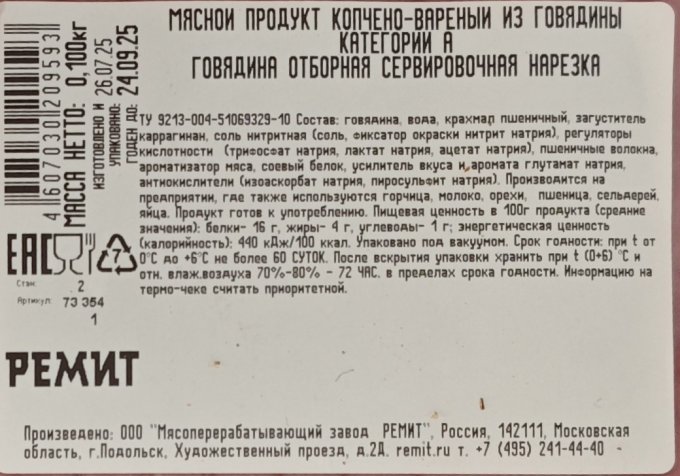 МЯСНОЙ ПРОДУКТ КОПЧЕНО-ВАРЕНЫЙ ИЗ ГОВЯДИНЫ
КАТЕГОРИИ А
ГОВЯДИНА ОТБОРНАЯ СЕРВИРОВОЧНАЯ НАРЕЗКА
4 607030 209593
МАССА НЕТТО: 0,100кг
ИЗГОТОВЛЕНО И
УПАКОВАНО: 26.07.25
ГОДЕН ДО: 24.09.25
ТУ 9213-004-51069329-10 Состав: говядина, вода, крахмал пшеничный, загуститель
каррагинан, соль нитритная (соль, фиксатор окраски нитрит натрия), регуляторы
кислотности (трифосфат натрия, лактат натрия, ацетат натрия), пшеничные волокна,
ароматизатор мяса, соевый белок, усилитель вкуса и аромата глутамат натрия,
антиокислители (изоаскорбат натрия, пиросульфит натрия). Производится на
предприятии, где также используются горчица, молоко, орехи, пшеница, сельдерей,
яйца. Продукт готов к употреблению. Пищевая ценность в 100г продукта (средние
значения): белки- 16 г, жиры- 4 г, углеводы- 1 г; энергетическая ценность
(калорийность): 440 кДж/100 ккал. Упаковано под вакуумом. Срок годности: при t от
0°С до +6°С не более 60 СУТОК. После вскрытия упаковки хранить при t (0+6) °С и
отн. влаж.воздуха 70%-80% - 72 ЧАС. в пределах срока годности. Информацию на
термо-чеке считать приоритетной.
EAC 7
Стан: 2
Артикул: 73 354
1
РЕМИТ
Произведено: ООО "Мясоперерабатывающий завод РЕМИТ", Россия, 142111, Московская
область, г.Подольск, Художественный проезд, д.2Д. remit.ru т. +7 (495) 241-44-40